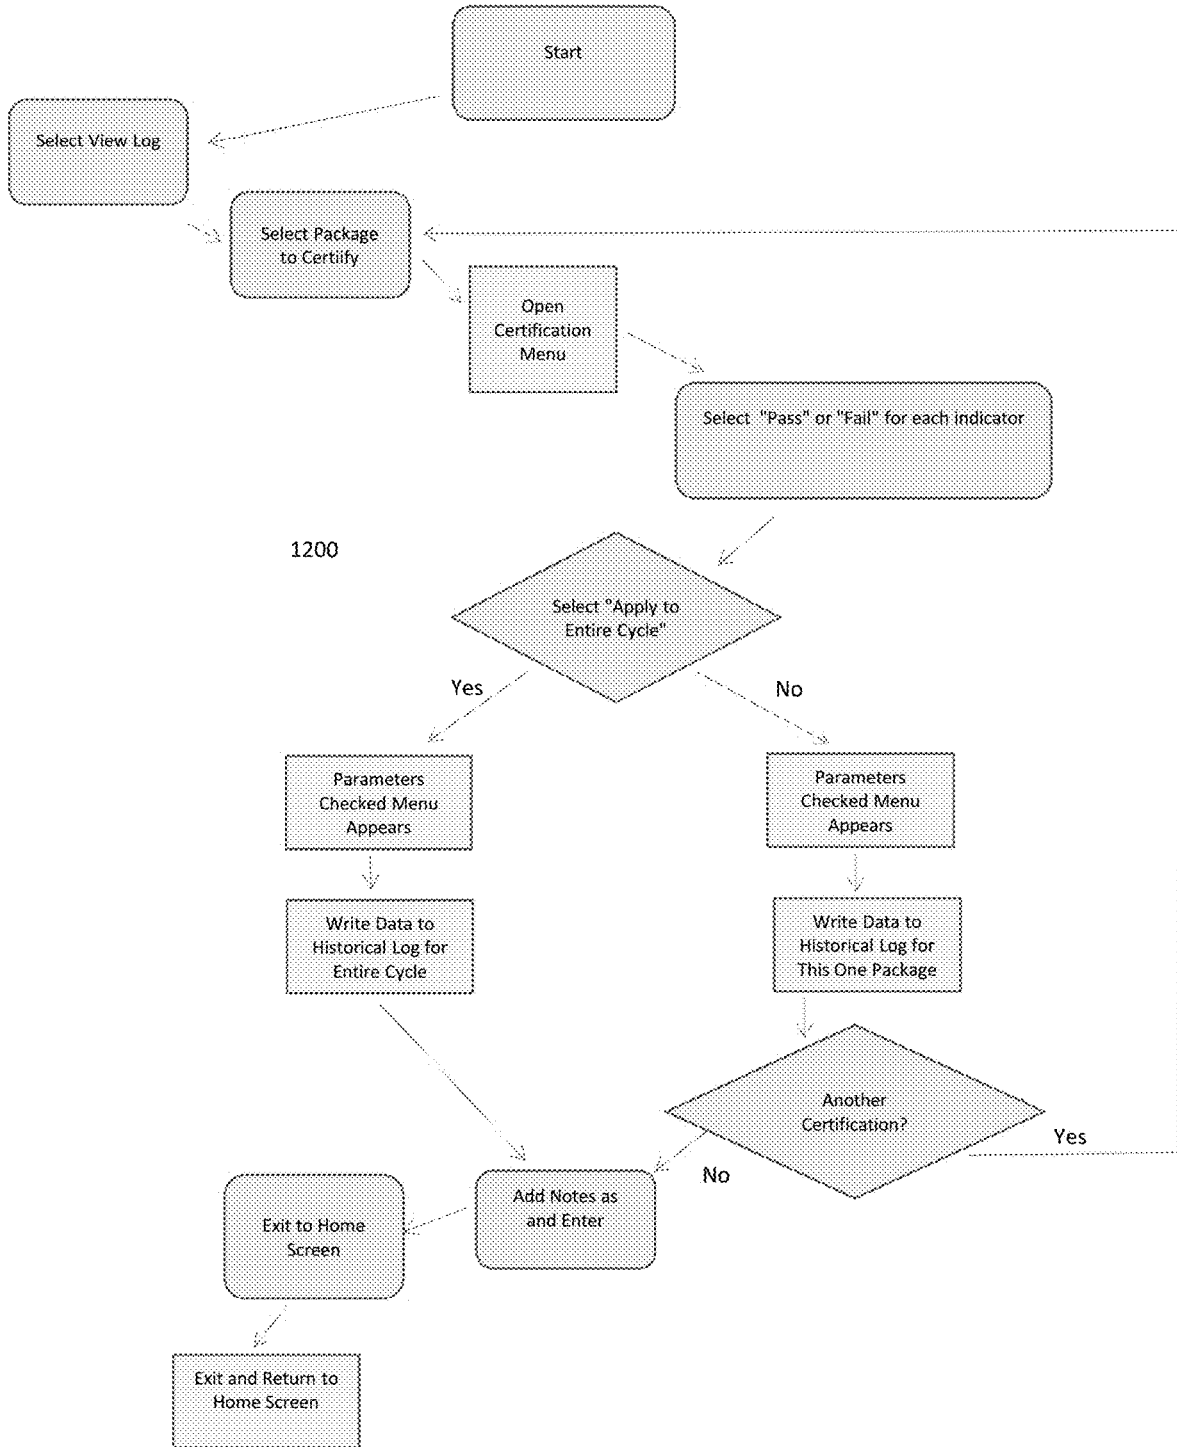 Start
Select View Log
Select Package
to Certiify
Open
Certification
Menu
Select "Pass" or "Fail" for each indicator
1200
Select "Apply to
Entire Cycle"
Yes
No
Parameters
Checked Menu
Appears
Parameters
Checked Menu
Appears
Write Data to
Historical Log for
Entire Cycle
Write Data to
Historical Log for
This One Package
Another
Certification?
Yes
No
Add Notes as
and Enter
Exit to Home
Screen
Exit and Return to
Home Screen